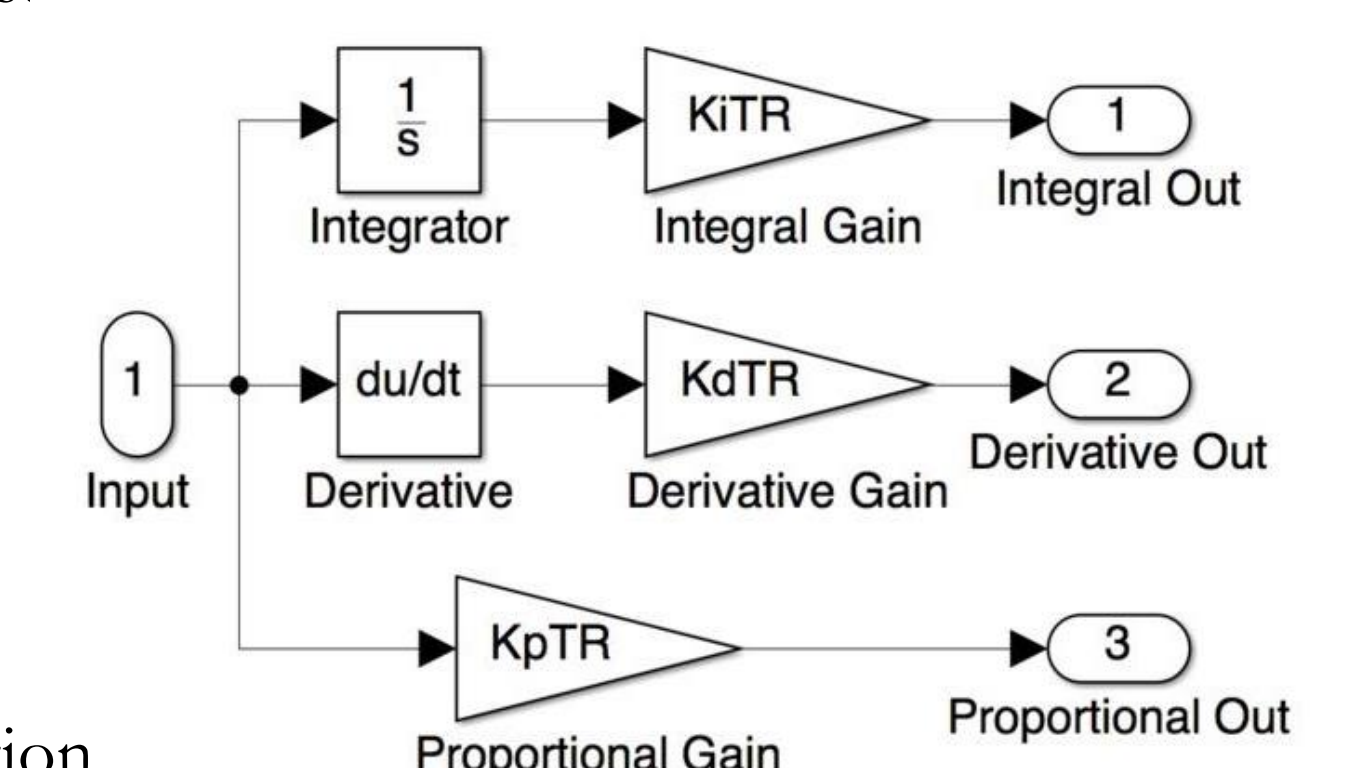 1
s
KiTR
1
Integral Out
Integrator
Integral Gain
1
du/dt
KdTR
2
Derivative Out
Input
Derivative
Derivative Gain
KpTR
3
Proportional Out
Proportional Gain